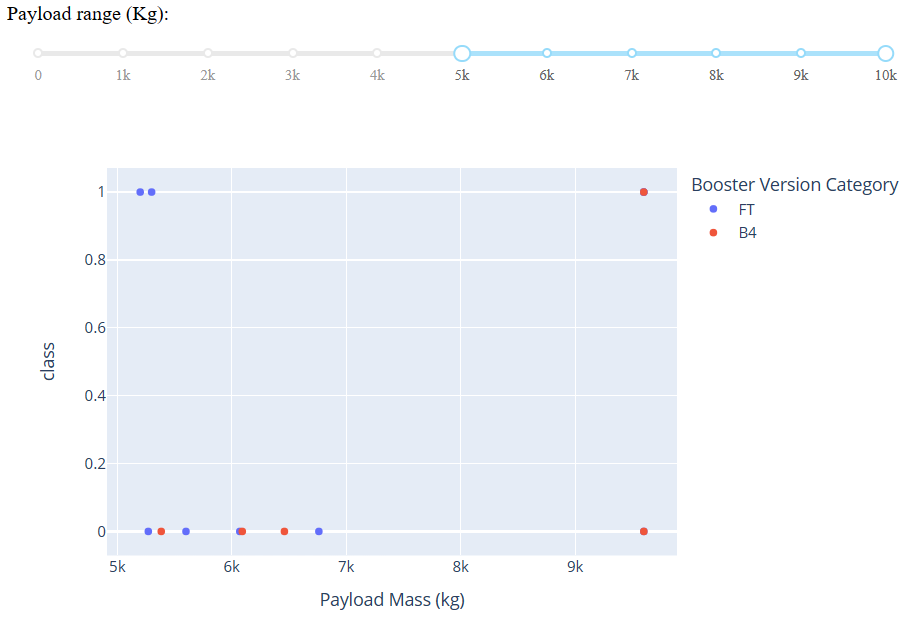 Payload range (Kg):
0 1k 2k 3k 4k 5k 6k 7k 8k 9k 10k
Booster Version Category
FT
B4
1
0.8
0.6
0.4
0.2
0
class
5k 6k 7k 8k 9k
Payload Mass (kg)